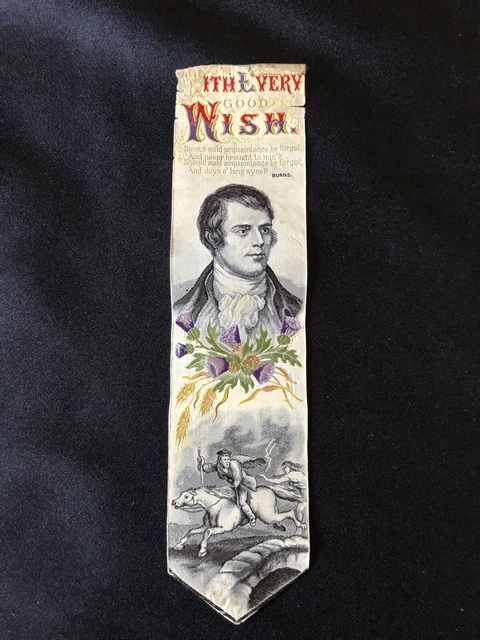 ITH EVERY
GOOD
WISH.
Should auld acquaintance be forgot,
And never brought to min'?
Should auld acquaintance be forgot,
And days o' lang syne?
BURNS.